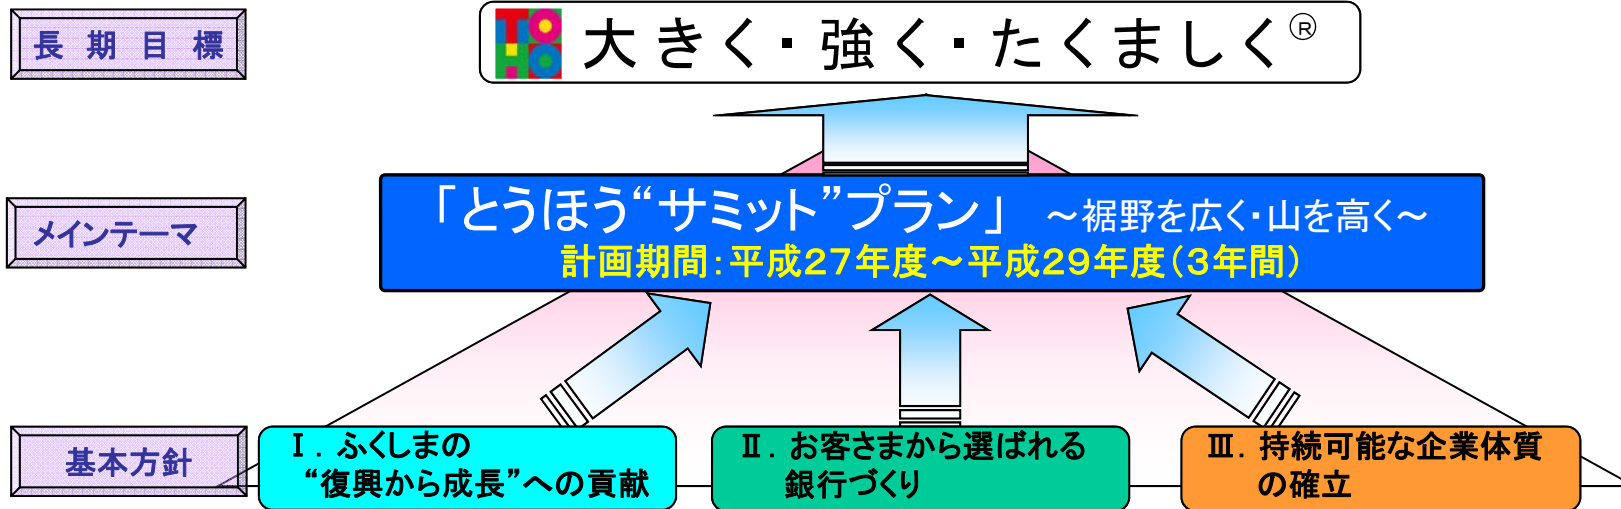 長期目標
TOHO 大きく・強く・たくましく®
メインテーマ
「とうほう“サミット”プラン」 ～裾野を広く・山を高く～
計画期間：平成27年度～平成29年度（3年間）
基本方針
Ⅰ．ふくしまの
“復興から成長”への貢献
Ⅱ．お客さまから選ばれる
銀行づくり
Ⅲ．持続可能な企業体質
の確立